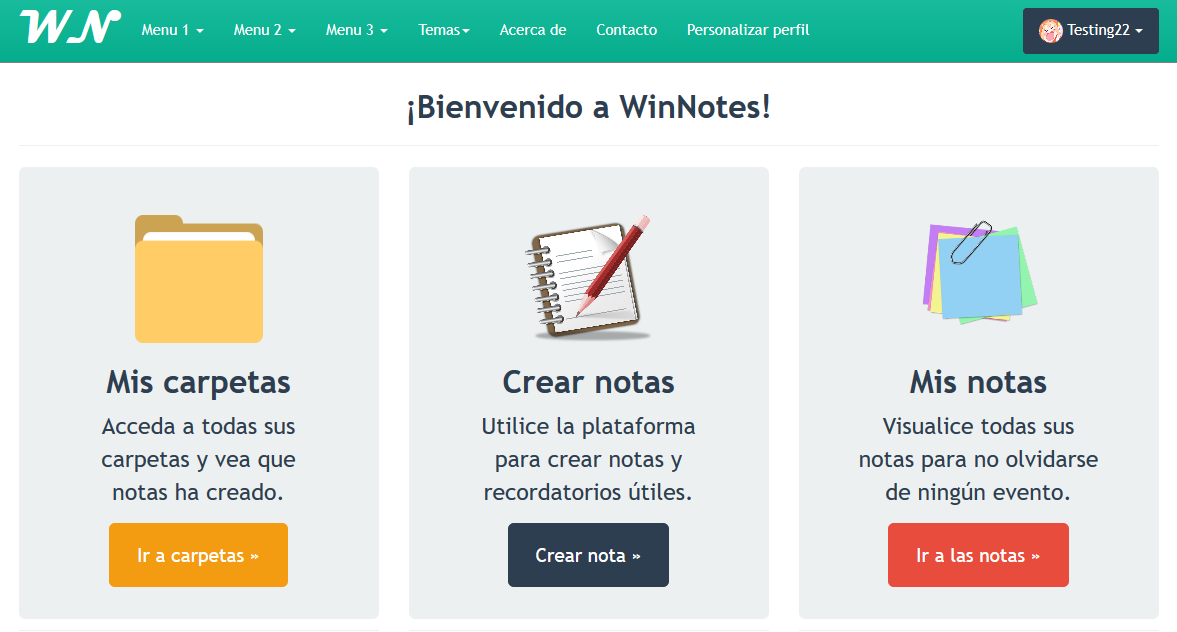 WN
Menu 1
Menu 2
Menu 3
Temas
Acerca de
Contacto
Personalizar perfil
Testing22
¡Bienvenido a WinNotes!
Mis carpetas
Acceda a todas sus
carpetas y vea que
notas ha creado.
Ir a carpetas »
Crear notas
Utilice la plataforma
para crear notas y
recordatorios útiles.
Crear nota »
Mis notas
Visualice todas sus
notas para no olvidarse
de ningún evento.
Ir a las notas »